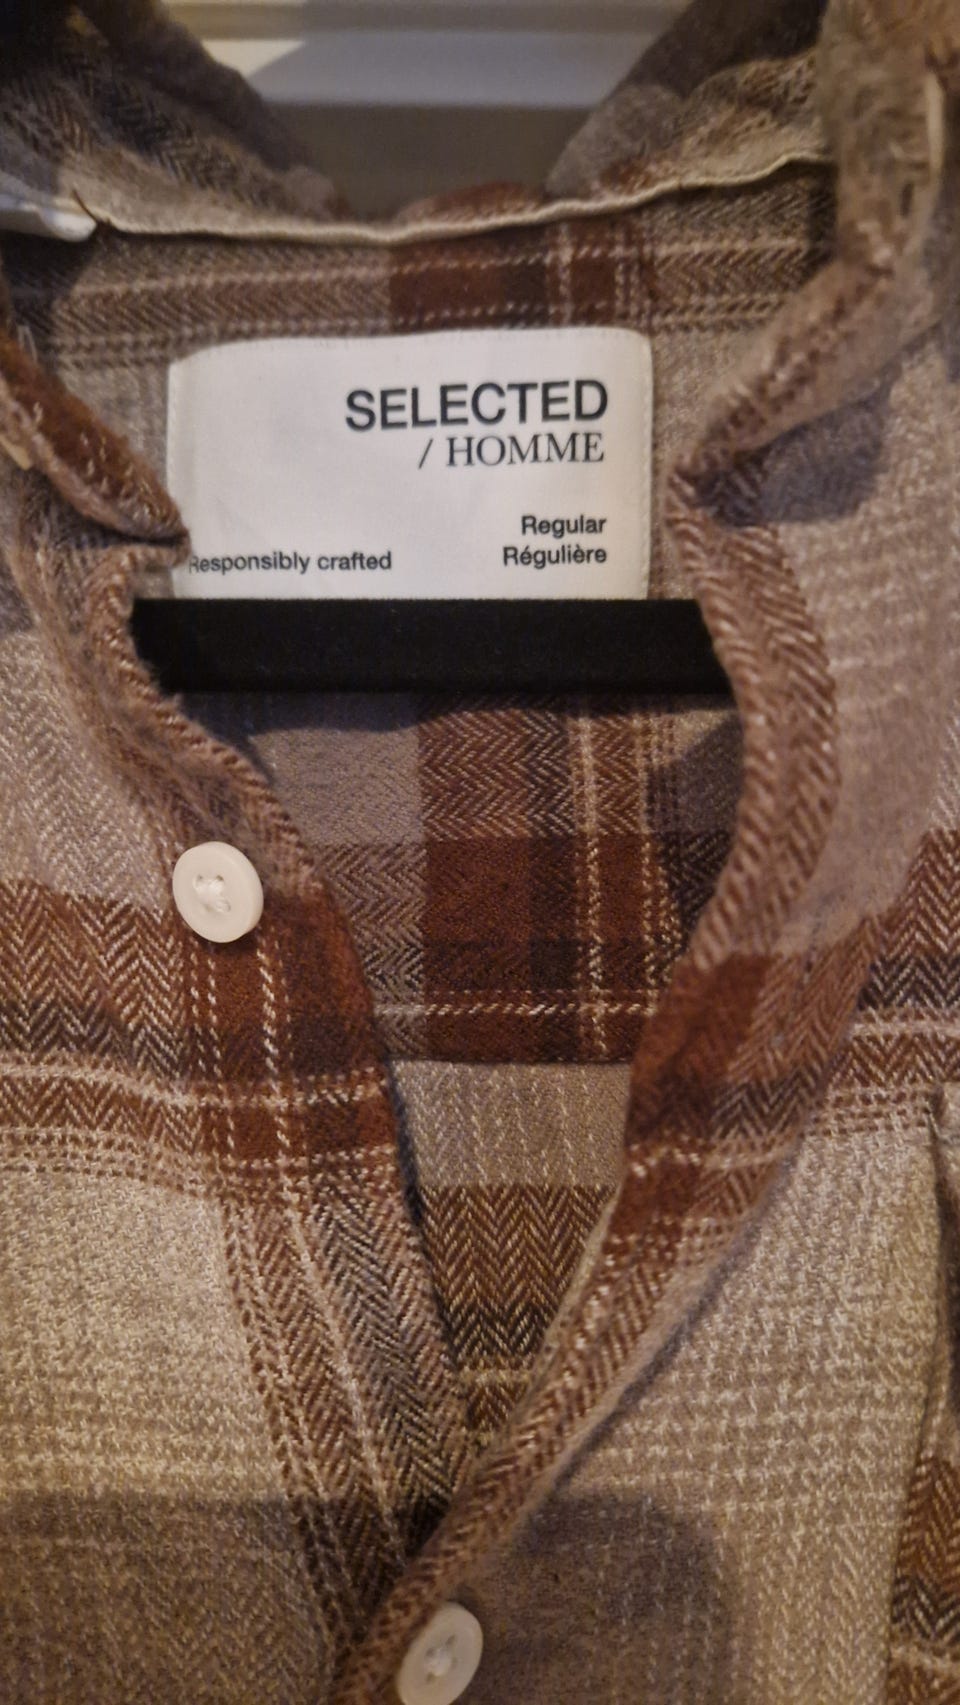 SELECTED
/ HOMME
Regular
Régulière
Responsibly crafted